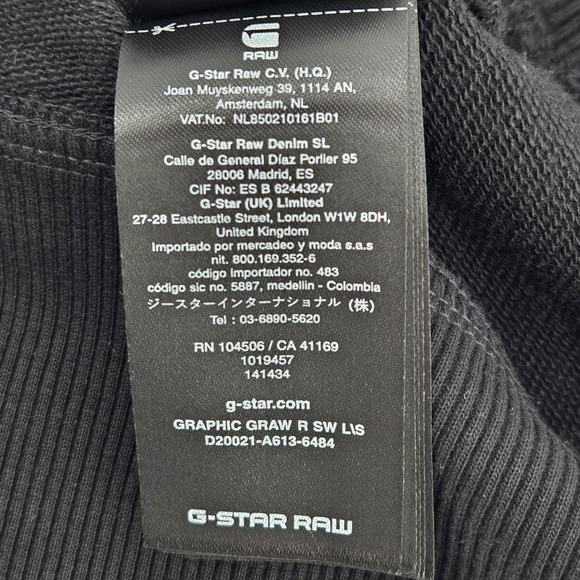 RAW
G-Star Raw C.V. (H.Q.)
Joan Muyskenweg 39, 1114 AN,
Amsterdam, NL
VAT.No: NL850210161B01
G-Star Raw Denim SL
Calle de General Díaz Porlier 95
28006 Madrid, ES
CIF No: ES B 62443247
G-Star (UK) Limited
27-28 Eastcastle Street, London W1W 8DH,
United Kingdom
Importado por mercadeo y moda s.a.s
nit. 800.169.352-6
código importador no. 483
código sic no. 5887, medellin - Colombia
ジースターインターナショナル (株)
Tel : 03-6890-5620
RN 104506 / CA 41169
1019457
141434
g-star.com
GRAPHIC GRAW R SW L\S
D20021-A613-6484
G-STAR RAW